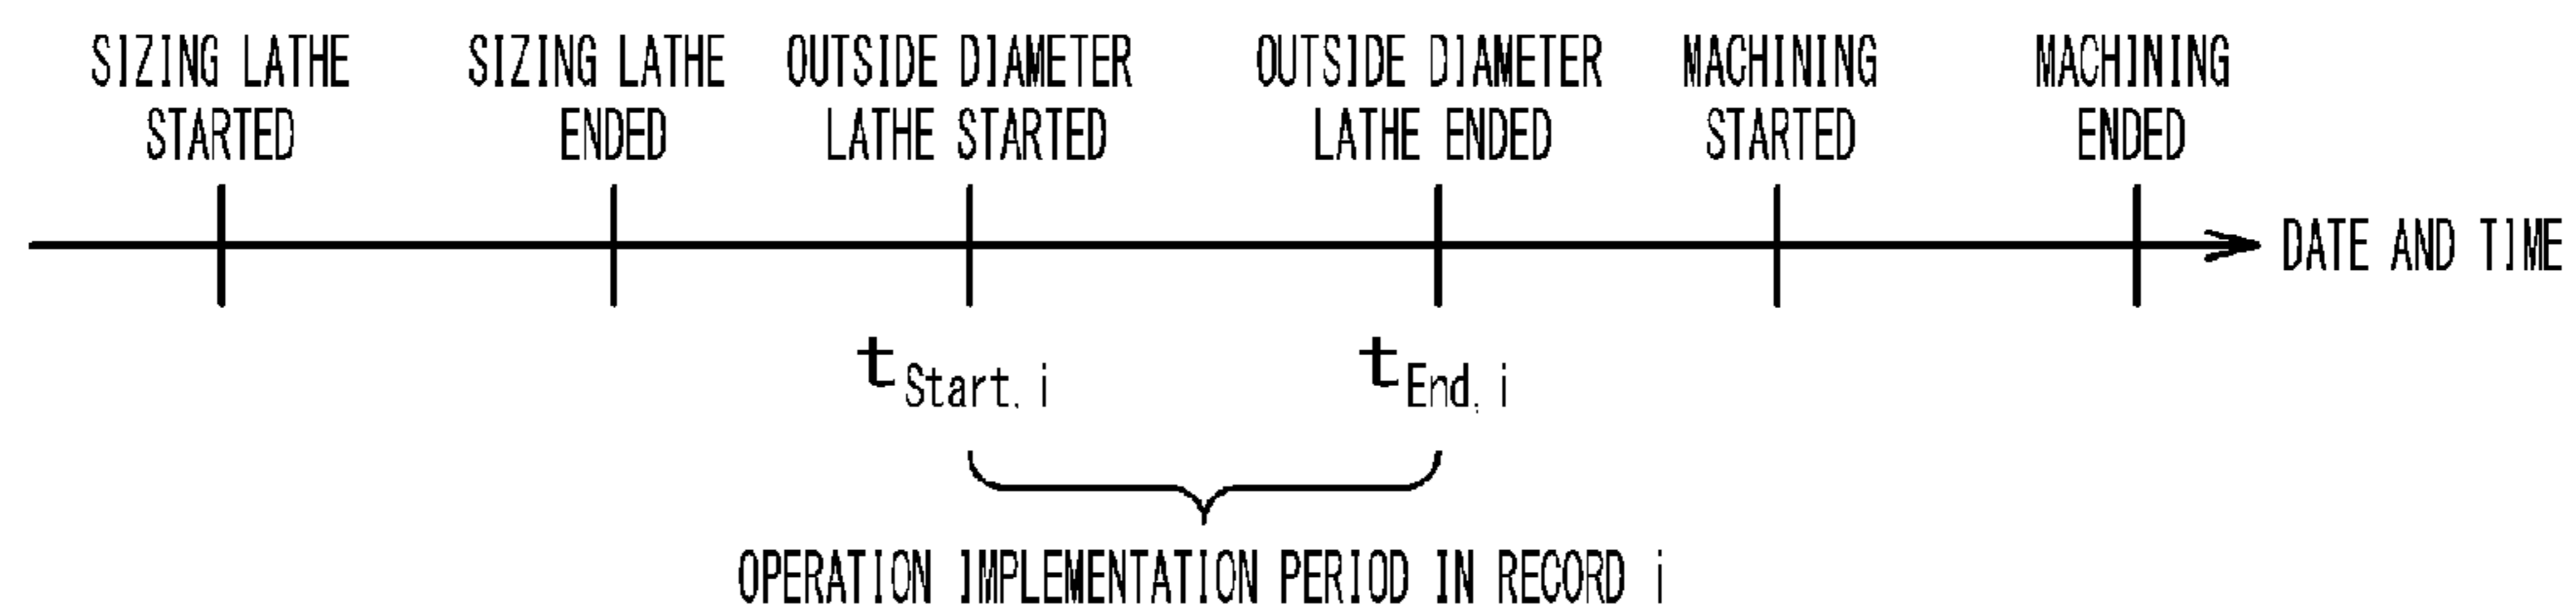 SIZING LATHE STARTED
SIZING LATHE ENDED
OUTSIDE DIAMETER LATHE STARTED
OUTSIDE DIAMETER LATHE ENDED
MACHINING STARTED
MACHINING ENDED
DATE AND TIME
tStart, i
tEnd, i
OPERATION IMPLEMENTATION PERIOD IN RECORD i